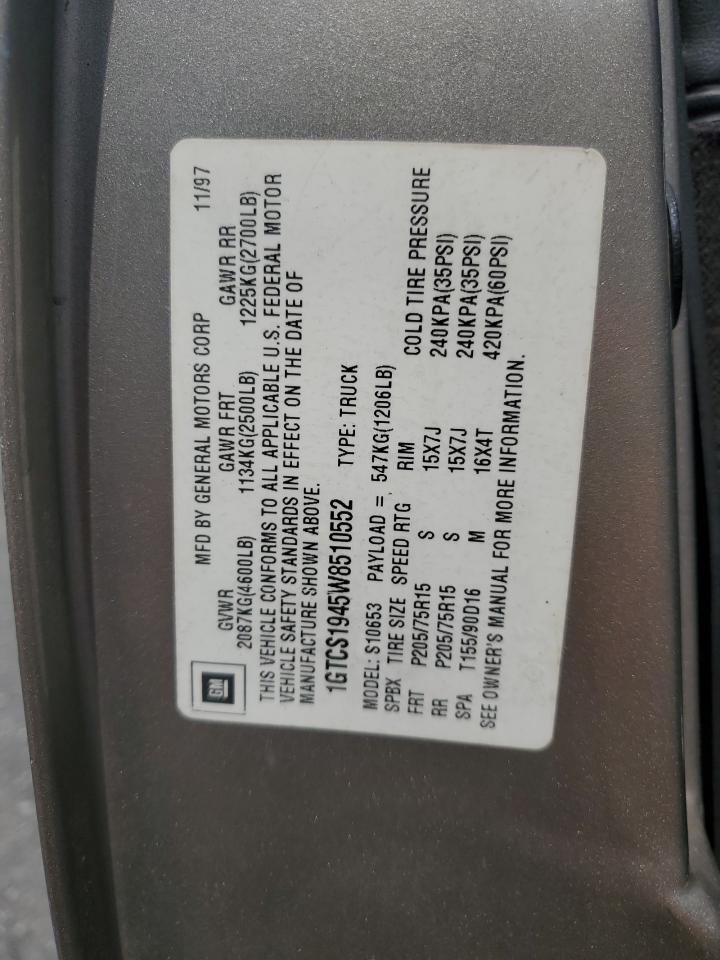 GM
MFD BY GENERAL MOTORS CORP 11/97
GVWR GAWR FRT GAWR RR
2087KG(4600LB) 1134KG(2500LB) 1225KG(2700LB)
THIS VEHICLE CONFORMS TO ALL APPLICABLE U.S. FEDERAL MOTOR
VEHICLE SAFETY STANDARDS IN EFFECT ON THE DATE OF
MANUFACTURE SHOWN ABOVE.
1GTCS1945W8510552 TYPE: TRUCK
MODEL: S10653 PAYLOAD = 547KG(1206LB)
SPBX TIRE SIZE SPEED RTG RIM COLD TIRE PRESSURE
FRT P205/75R15 S 15X7J 240KPA(35PSI)
RR P205/75R15 S 15X7J 240KPA(35PSI)
SPA T155/90D16 M 16X4T 420KPA(60PSI)
SEE OWNER'S MANUAL FOR MORE INFORMATION.